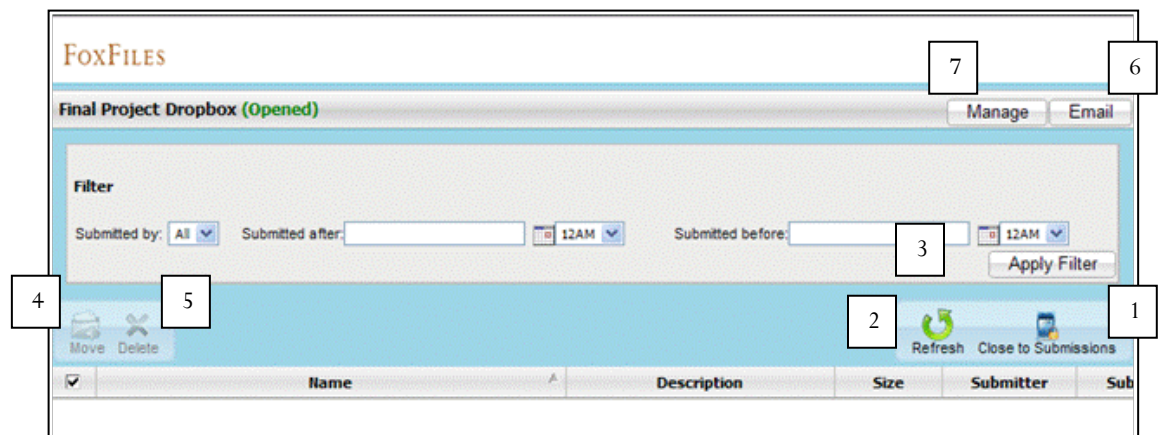 FoxFiles
7
6
Final Project Dropbox (Opened)
Manage
Email
Filter
Submitted by: All
Submitted after:
12AM
Submitted before:
12AM
3
Apply Filter
4
5
2
1
Move
Delete
Refresh
Close to Submissions
Name
Description
Size
Submitter
Sub